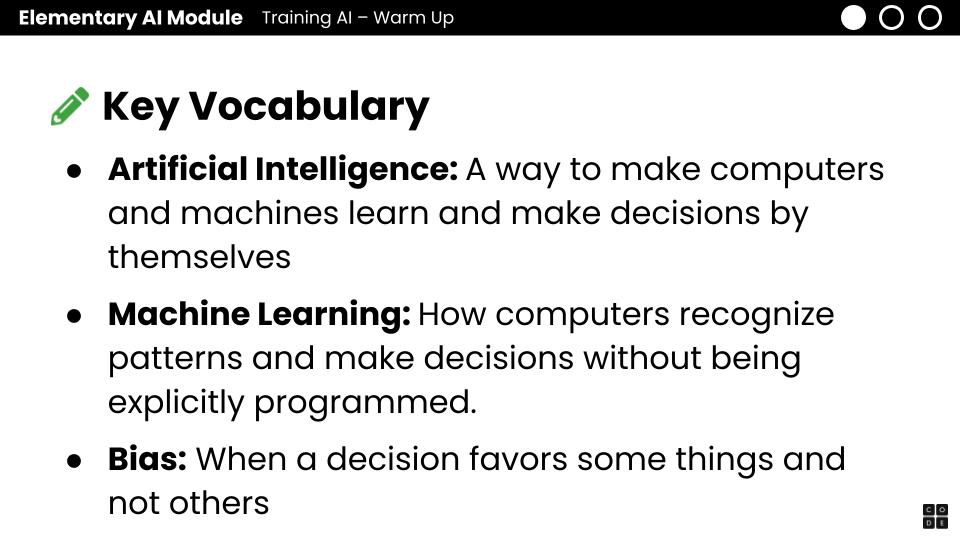 Elementary AI Module Training AI – Warm Up
Key Vocabulary
● Artificial Intelligence: A way to make computers
and machines learn and make decisions by
themselves
● Machine Learning: How computers recognize
patterns and make decisions without being
explicitly programmed.
● Bias: When a decision favors some things and
not others
C O
D E